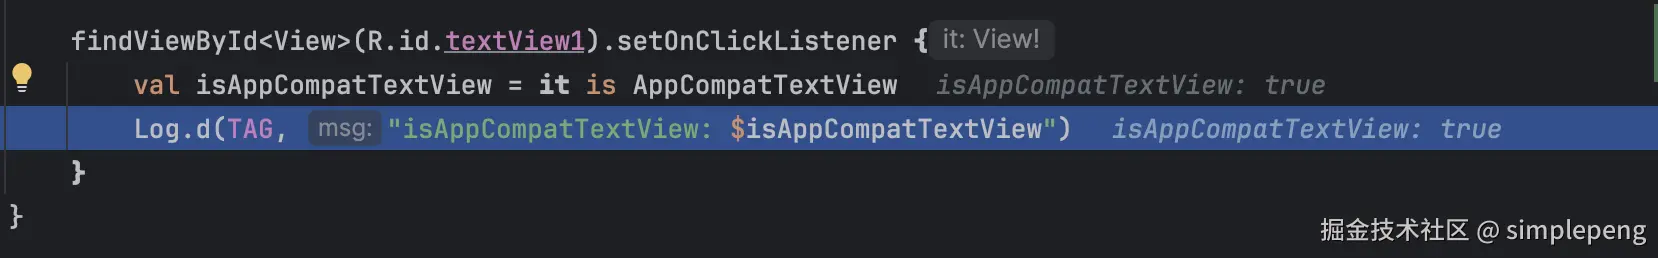 findViewById<View>(R.id.textView1).setOnClickListener { it: View!
val isAppCompatTextView = it is AppCompatTextView isAppCompatTextView: true
Log.d(TAG, msg: "isAppCompatTextView: $isAppCompatTextView") isAppCompatTextView: true
}
}
掘金技术社区 @ simplepeng